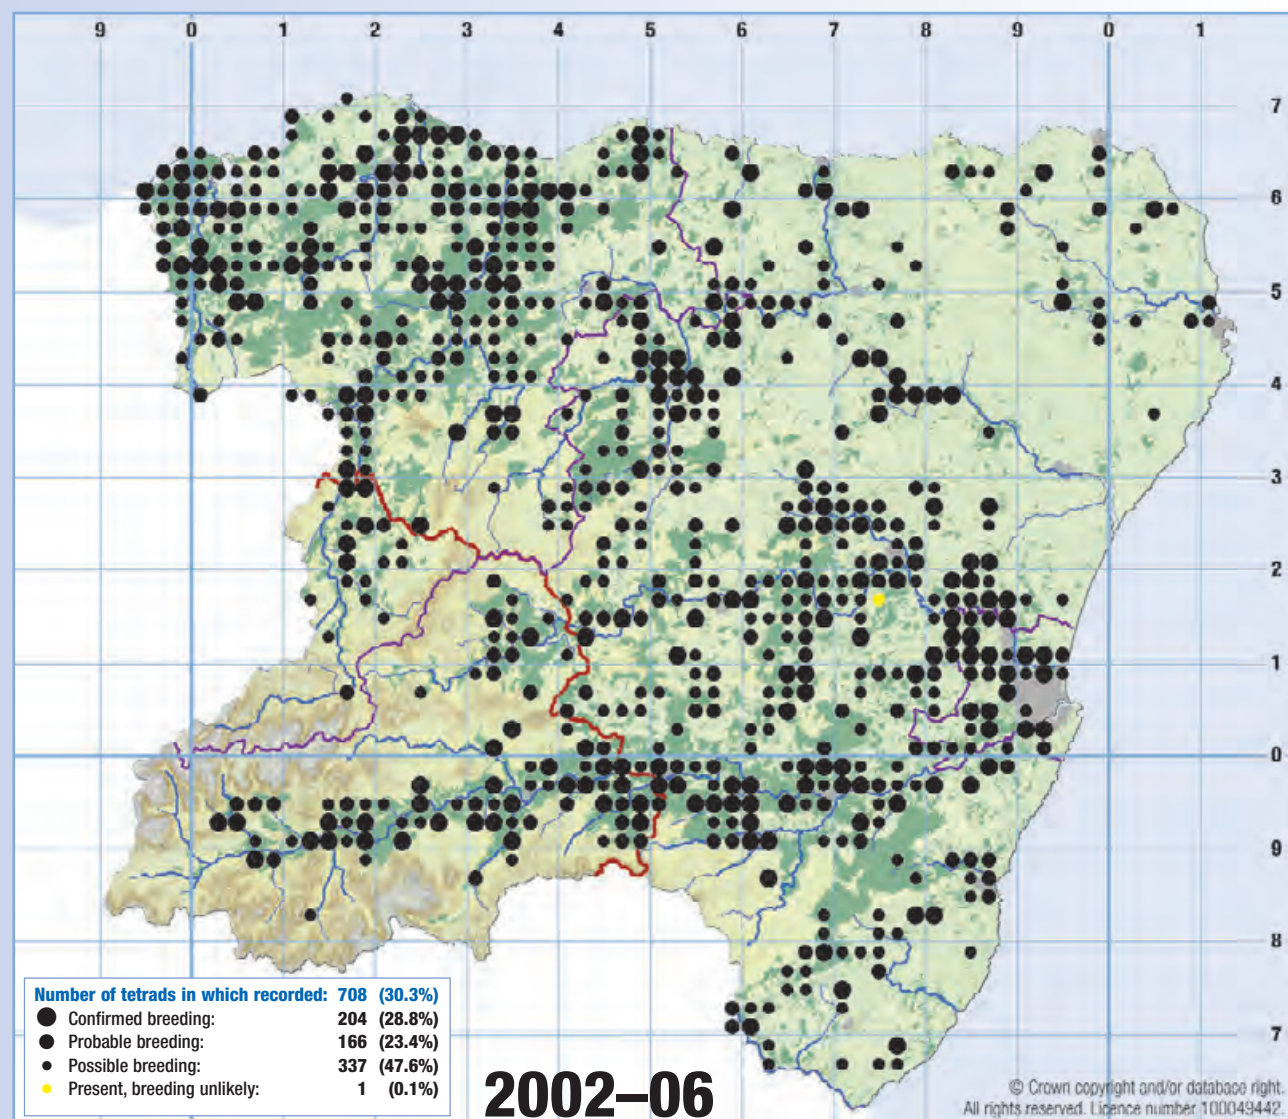 9 0 1 2 3 4 5 6 7 8 9 0 1
7
6
5
4
3
2
1
0
9
8
7
Number of tetrads in which recorded: 708 (30.3%)
Confirmed breeding: 204 (28.8%)
Probable breeding: 166 (23.4%)
Possible breeding: 337 (47.6%)
Present, breeding unlikely: 1 (0.1%)
2002–06
© Crown copyright and/or database right.
All rights reserved. Licence number 100049442